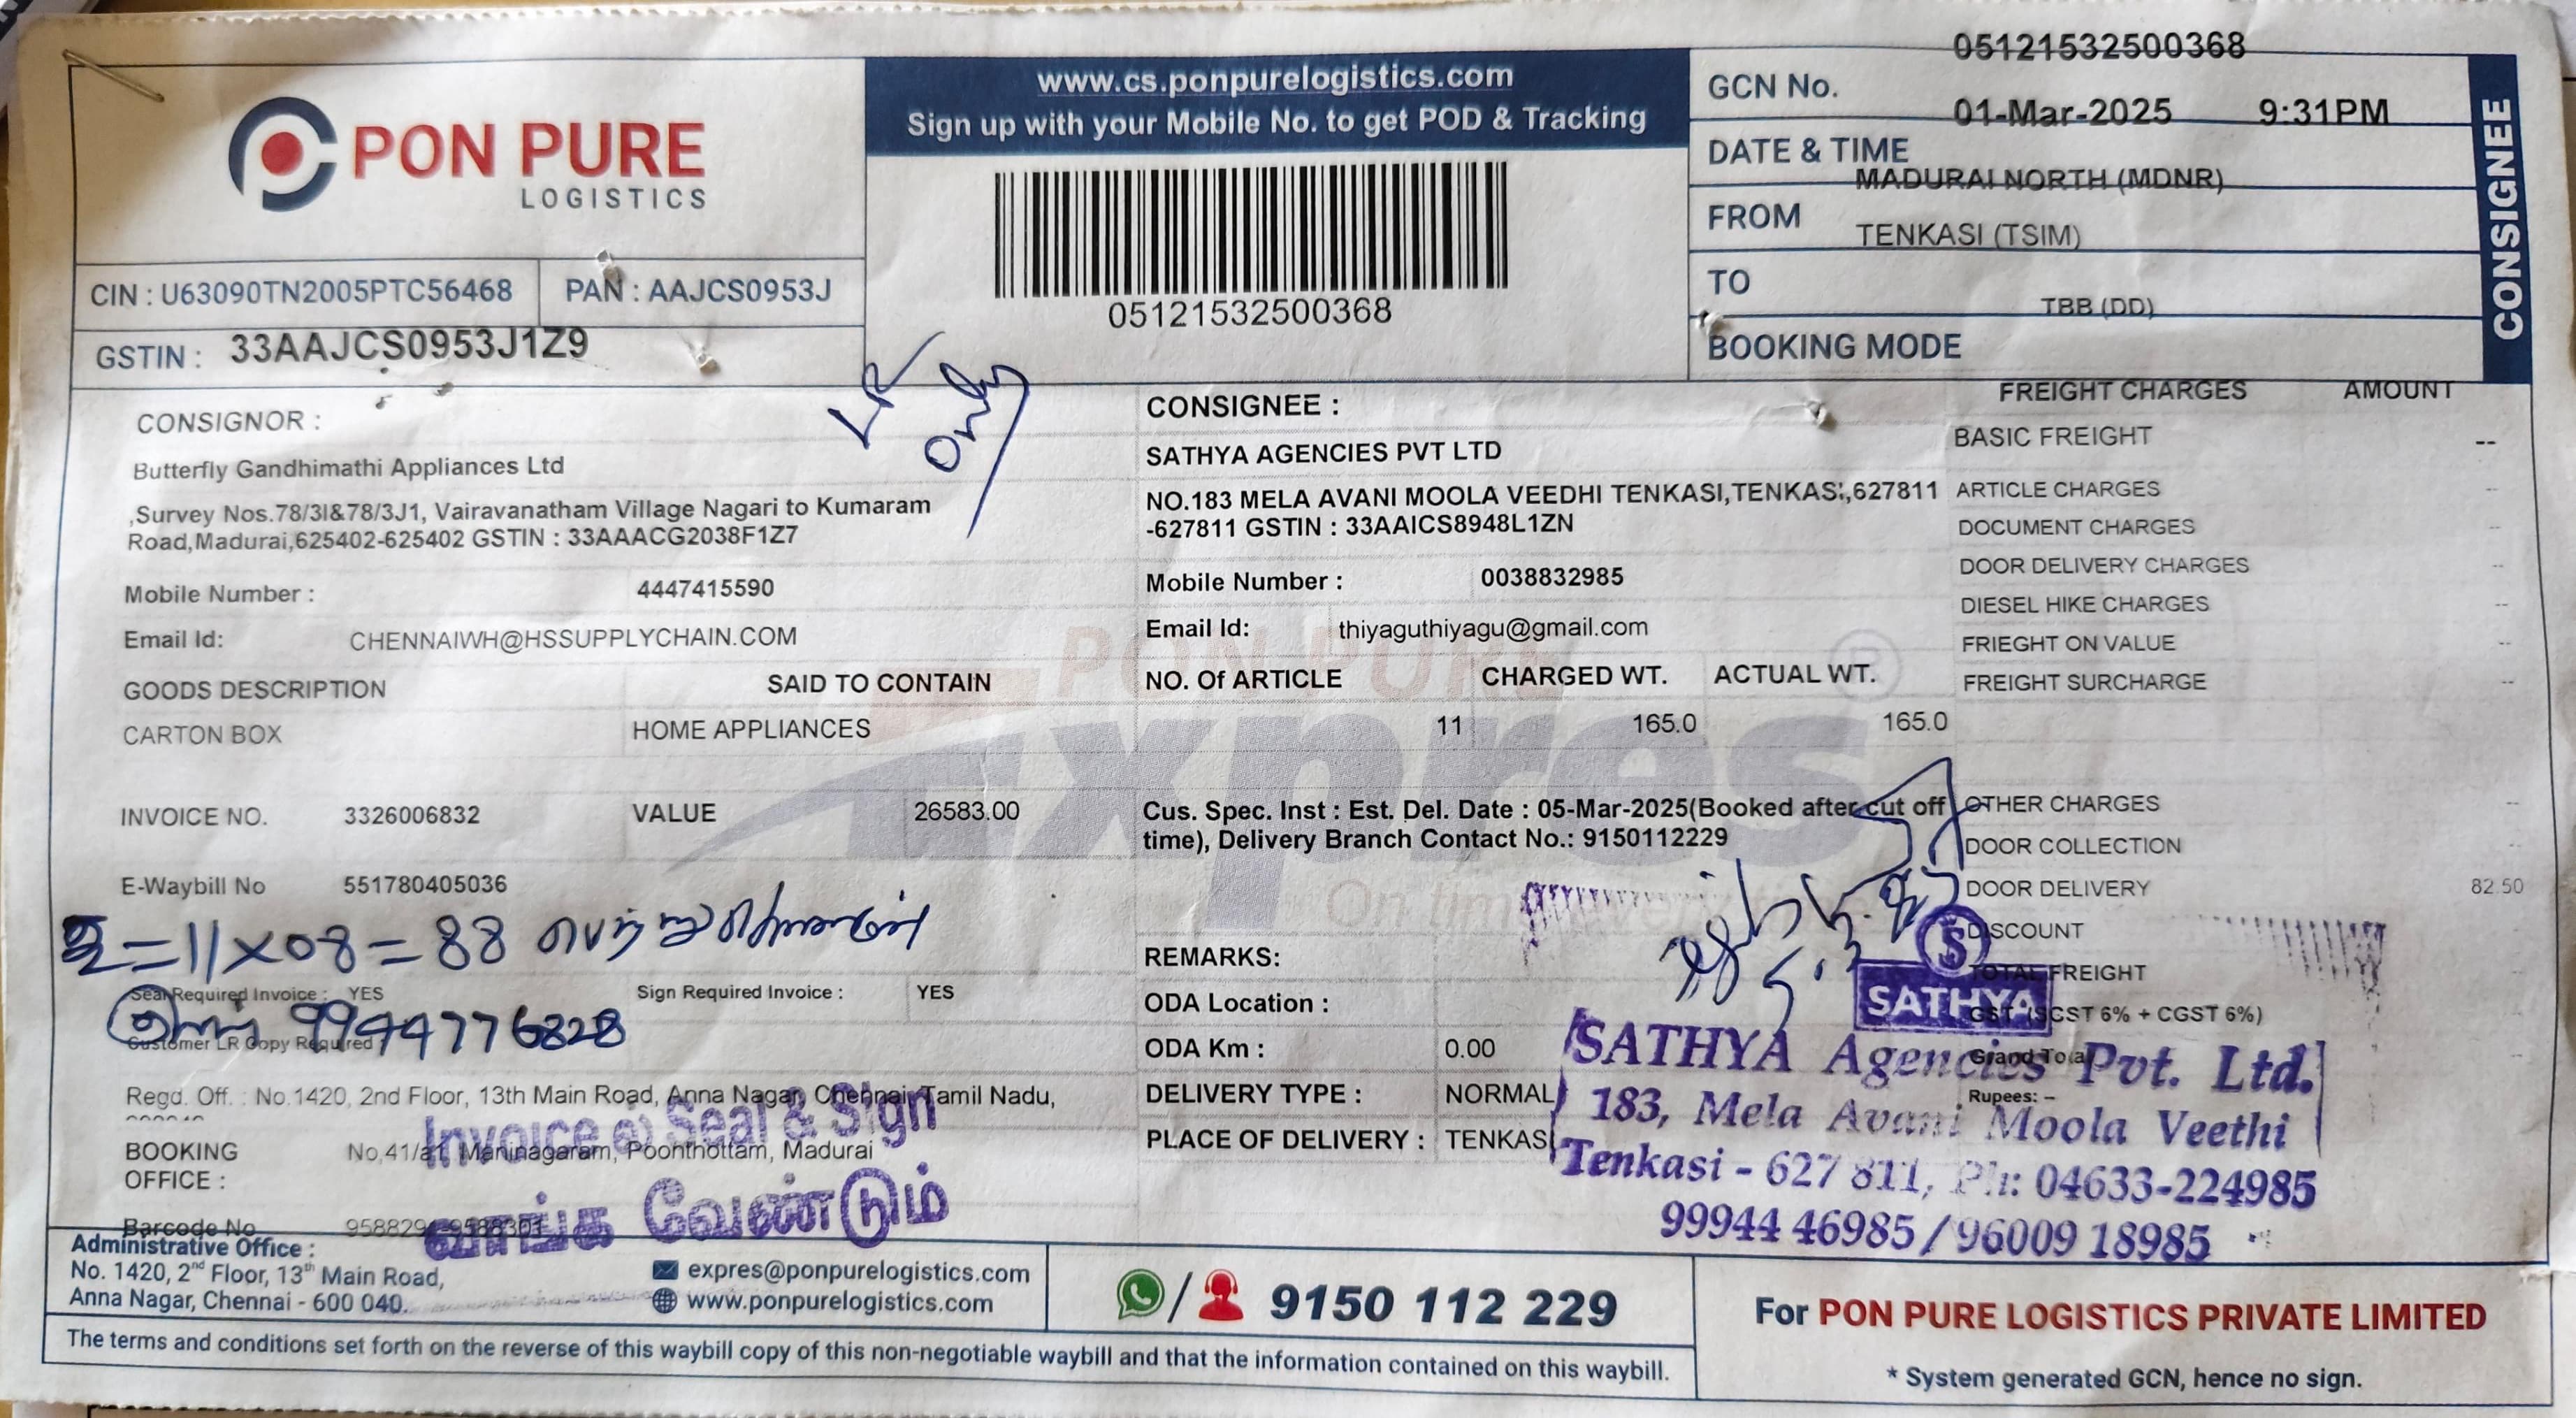 PON PURE
LOGISTICS
www.cs.ponpurelogistics.com
Sign up with your Mobile No. to get POD & Tracking
05121532500368
GCN No. 05121532500368
DATE & TIME 01-Mar-2025 9:31PM
FROM MADURAI NORTH (MDNR)
TO TENKASI (TSIM)
BOOKING MODE TBB (DD)
CONSIGNEE
CIN : U63090TN2005PTC56468 PAN : AAJCS0953J
GSTIN : 33AAJCS0953J1Z9
LR
Only
CONSIGNOR :
Butterfly Gandhimathi Appliances Ltd
,Survey Nos.78/3I&78/3J1, Vairavanatham Village Nagari to Kumaram
Road,Madurai,625402-625402 GSTIN : 33AAACG2038F1Z7
Mobile Number : 4447415590
Email Id: CHENNAIWH@HSSUPPLYCHAIN.COM
GOODS DESCRIPTION SAID TO CONTAIN
CARTON BOX HOME APPLIANCES
INVOICE NO. 3326006832 VALUE 26583.00
E-Waybill No 551780405036
=11x08=88
Seal Required Invoice : YES Sign Required Invoice : YES
9944776828
Customer LR Copy Required
Regd. Off. : No.1420, 2nd Floor, 13th Main Road, Anna Nagar, Chennai, Tamil Nadu,
Invoice ல் Seal & Sign
வாங்க வேண்டும்
BOOKING No,41/a1, Maninagaram, Poonthottam, Madurai
OFFICE :
Barcode No
CONSIGNEE :
SATHYA AGENCIES PVT LTD
NO.183 MELA AVANI MOOLA VEEDHI TENKASI,TENKASI,627811
-627811 GSTIN : 33AAICS8948L1ZN
Mobile Number : 0038832985
Email Id: thiyaguthiyagu@gmail.com
NO. Of ARTICLE CHARGED WT. ACTUAL WT.
11 165.0 165.0
PON PURE
Expres
®
Cus. Spec. Inst : Est. Del. Date : 05-Mar-2025(Booked after cut off
time), Delivery Branch Contact No.: 9150112229
REMARKS:
ODA Location :
ODA Km : 0.00
DELIVERY TYPE : NORMAL
PLACE OF DELIVERY : TENKASI
FREIGHT CHARGES AMOUNT
BASIC FREIGHT --
ARTICLE CHARGES --
DOCUMENT CHARGES --
DOOR DELIVERY CHARGES --
DIESEL HIKE CHARGES --
FRIEGHT ON VALUE --
FREIGHT SURCHARGE --
OTHER CHARGES --
DOOR COLLECTION --
DOOR DELIVERY 82.50
DISCOUNT
TOTAL FREIGHT
GST (SCST 6% + CGST 6%)
Grand Total
Rupees: –
S
SATHYA
SATHYA Agencies Pvt. Ltd.
183, Mela Avani Moola Veethi
Tenkasi - 627 811, Ph: 04633-224985
99944 46985 / 96009 18985
Administrative Office :
No. 1420, 2nd Floor, 13th Main Road,
Anna Nagar, Chennai - 600 040.
expres@ponpurelogistics.com
www.ponpurelogistics.com
/ 9150 112 229
The terms and conditions set forth on the reverse of this waybill copy of this non-negotiable waybill and that the information contained on this waybill.
For PON PURE LOGISTICS PRIVATE LIMITED
* System generated GCN, hence no sign.